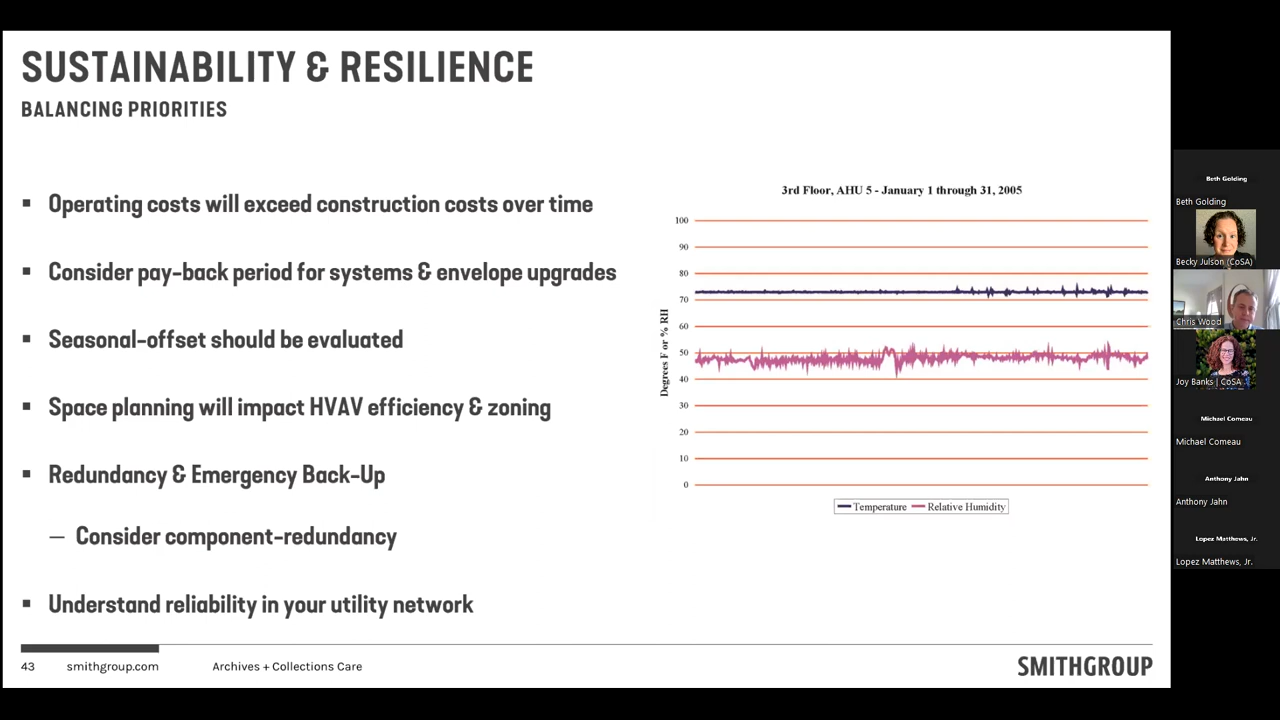 SUSTAINABILITY & RESILIENCE
BALANCING PRIORITIES
▪ Operating costs will exceed construction costs over time
▪ Consider pay-back period for systems & envelope upgrades
▪ Seasonal-offset should be evaluated
▪ Space planning will impact HVAV efficiency & zoning
▪ Redundancy & Emergency Back-Up
– Consider component-redundancy
▪ Understand reliability in your utility network
3rd Floor, AHU 5 - January 1 through 31, 2005
Degrees F or % RH
100
90
80
70
60
50
40
30
20
10
0
Temperature Relative Humidity
43 smithgroup.com Archives + Collections Care
SMITHGROUP
Beth Golding
Beth Golding
Becky Julson (CoSA)
Chris Wood
Joy Banks | CoSA
Michael Comeau
Michael Comeau
Anthony Jahn
Anthony Jahn
Lopez Matthews, Jr.
Lopez Matthews, Jr.